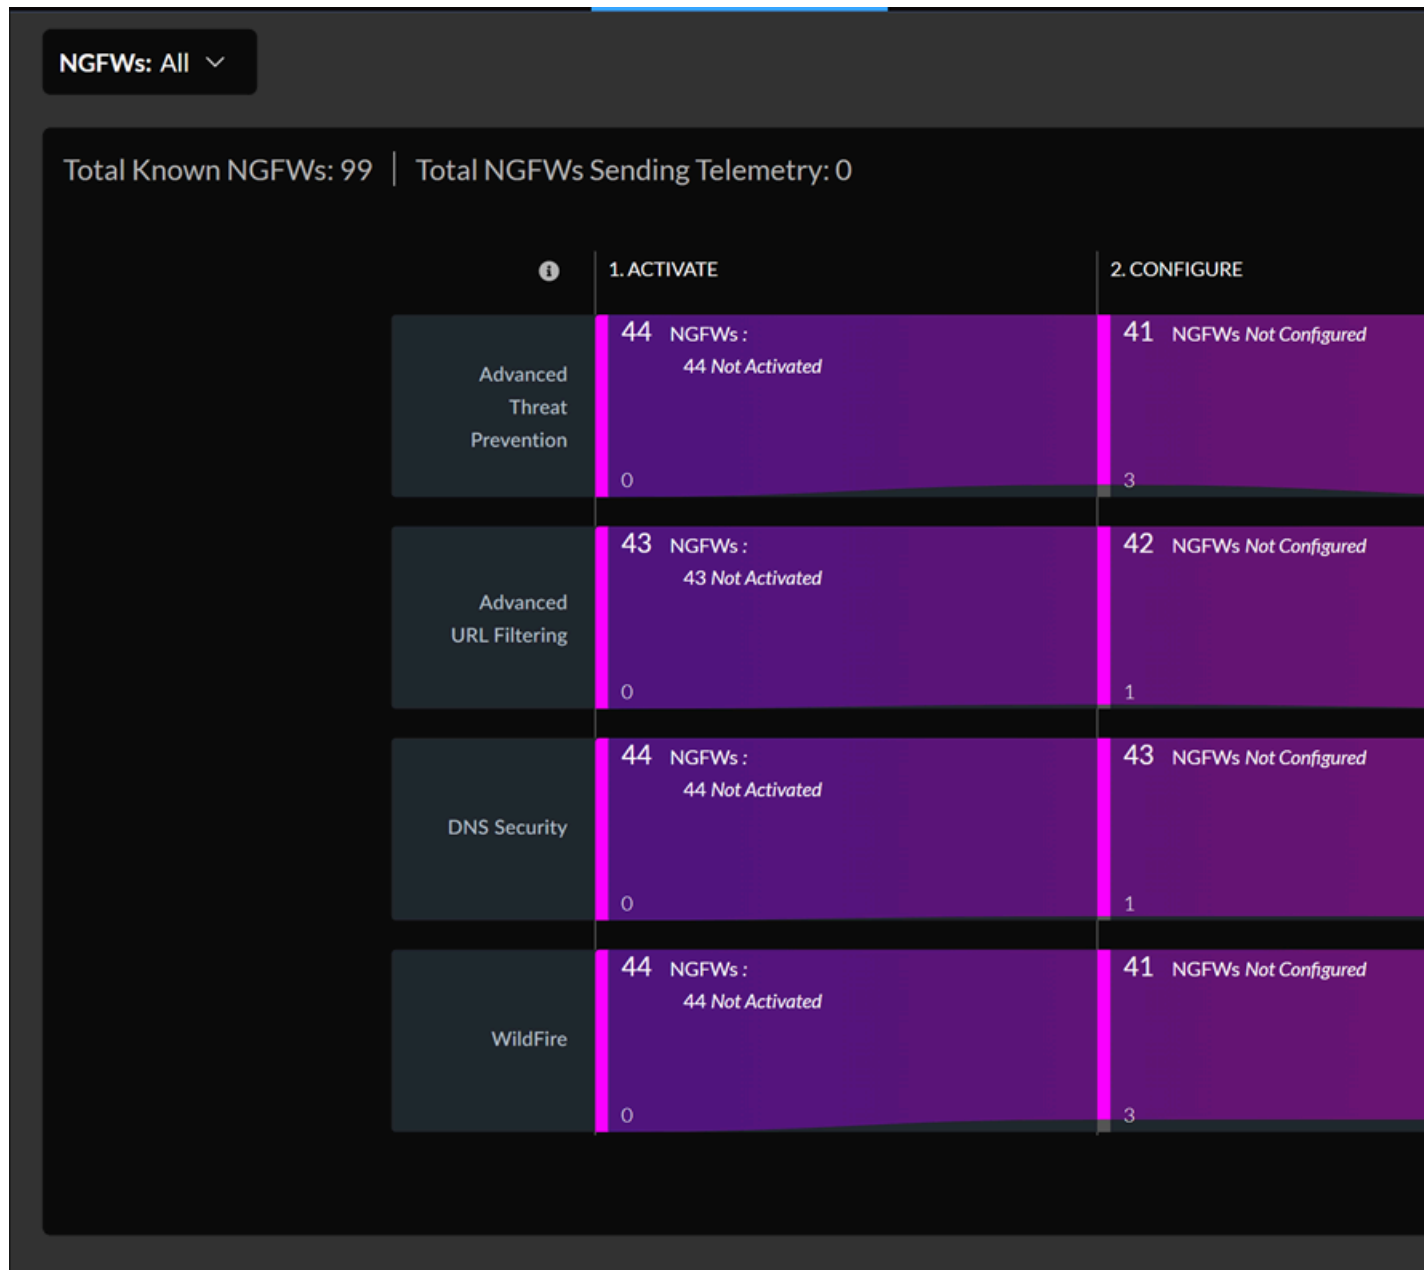 NGFWs: All
Total Known NGFWs: 99 | Total NGFWs Sending Telemetry: 0
1. ACTIVATE
2. CONFIGURE
Advanced
Threat
Prevention
44 NGFWs :
44 Not Activated
0
41 NGFWs Not Configured
3
Advanced
URL Filtering
43 NGFWs :
43 Not Activated
0
42 NGFWs Not Configured
1
DNS Security
44 NGFWs :
44 Not Activated
0
43 NGFWs Not Configured
1
WildFire
44 NGFWs :
44 Not Activated
0
41 NGFWs Not Configured
3